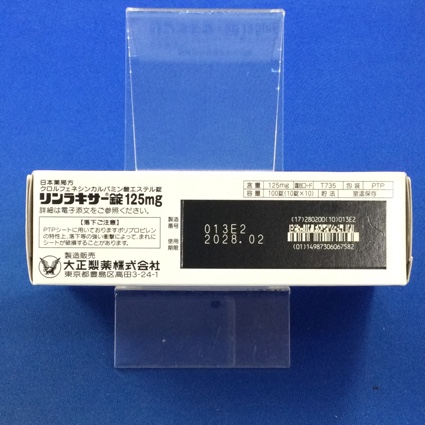 日本薬局方
クロルフェネシンカルバミン酸エステル錠
リンラキサー®錠125mg
詳細は電子添文をご参照ください。
【落下ご注意】
PTPシートに用いておりますポリプロピレン
の特性上、落下等の強い衝撃によって、まれに
シートが破損することがあります。
製造販売
大正製薬株式会社
東京都豊島区高田3-24-1
含量 125mg 識別コード T735 包装 PTP
容量 100錠(10錠×10) 貯法 室温保存
製造番号 013E2
使用期限 2028.02
(17)280200(10)013E2
(01)14987306067582